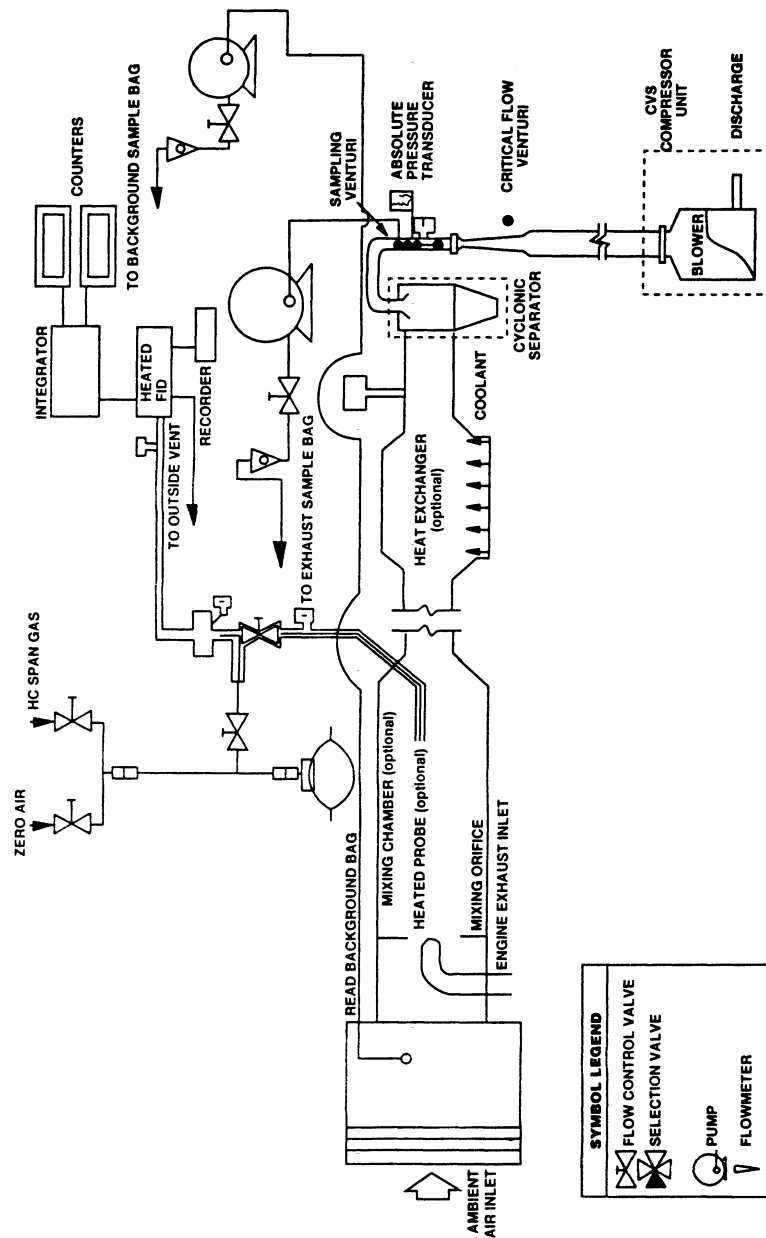 ZERO AIR
HC SPAN GAS
INTEGRATOR
COUNTERS
HEATED
FID
RECORDER
TO OUTSIDE VENT
TO BACKGROUND SAMPLE BAG
TO EXHAUST SAMPLE BAG
READ BACKGROUND BAG
MIXING CHAMBER (optional)
HEATED PROBE (optional)
MIXING ORIFICE
ENGINE EXHAUST INLET
AMBIENT
AIR INLET
HEAT EXCHANGER
(optional)
COOLANT
CYCLONIC
SEPARATOR
SAMPLING
VENTURI
ABSOLUTE
PRESSURE
TRANSDUCER
CRITICAL FLOW
VENTURI
CVS
COMPRESSOR
UNIT
BLOWER
DISCHARGE
SYMBOL LEGEND
FLOW CONTROL VALVE
SELECTION VALVE
PUMP
FLOWMETER